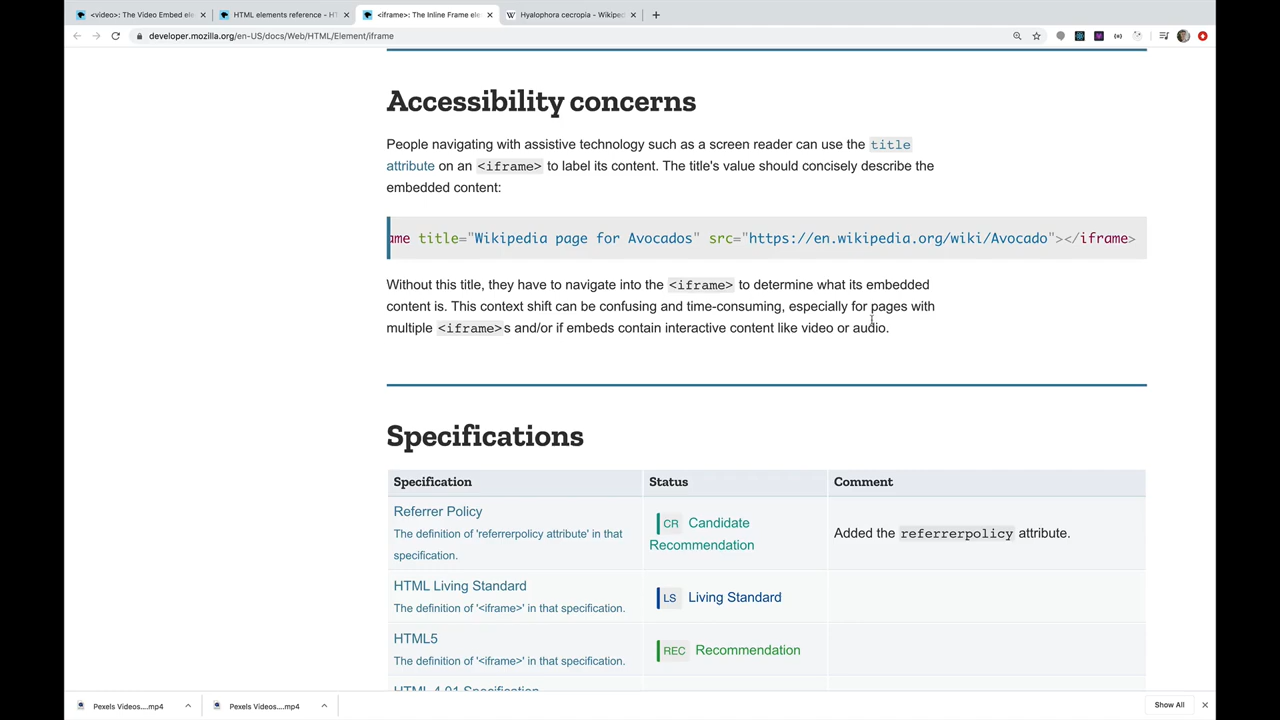 <video>: The Video Embed ele
HTML elements reference - HT
<iframe>: The Inline Frame ele
Hyalophora cecropia - Wikiped
developer.mozilla.org/en-US/docs/Web/HTML/Element/iframe
Accessibility concerns
People navigating with assistive technology such as a screen reader can use the title
attribute on an <iframe> to label its content. The title's value should concisely describe the
embedded content:
ame title="Wikipedia page for Avocados" src="https://en.wikipedia.org/wiki/Avocado"></iframe>
Without this title, they have to navigate into the <iframe> to determine what its embedded
content is. This context shift can be confusing and time-consuming, especially for pages with
multiple <iframe>s and/or if embeds contain interactive content like video or audio.
Specifications
Specification Status Comment
Referrer Policy
The definition of 'referrerpolicy attribute' in that
specification.
CR Candidate
Recommendation
Added the referrerpolicy attribute.
HTML Living Standard
The definition of '<iframe>' in that specification.
LS Living Standard
HTML5
The definition of '<iframe>' in that specification.
REC Recommendation
HTML 4.01 Specification
Pexels Videos....mp4
Pexels Videos....mp4
Show All